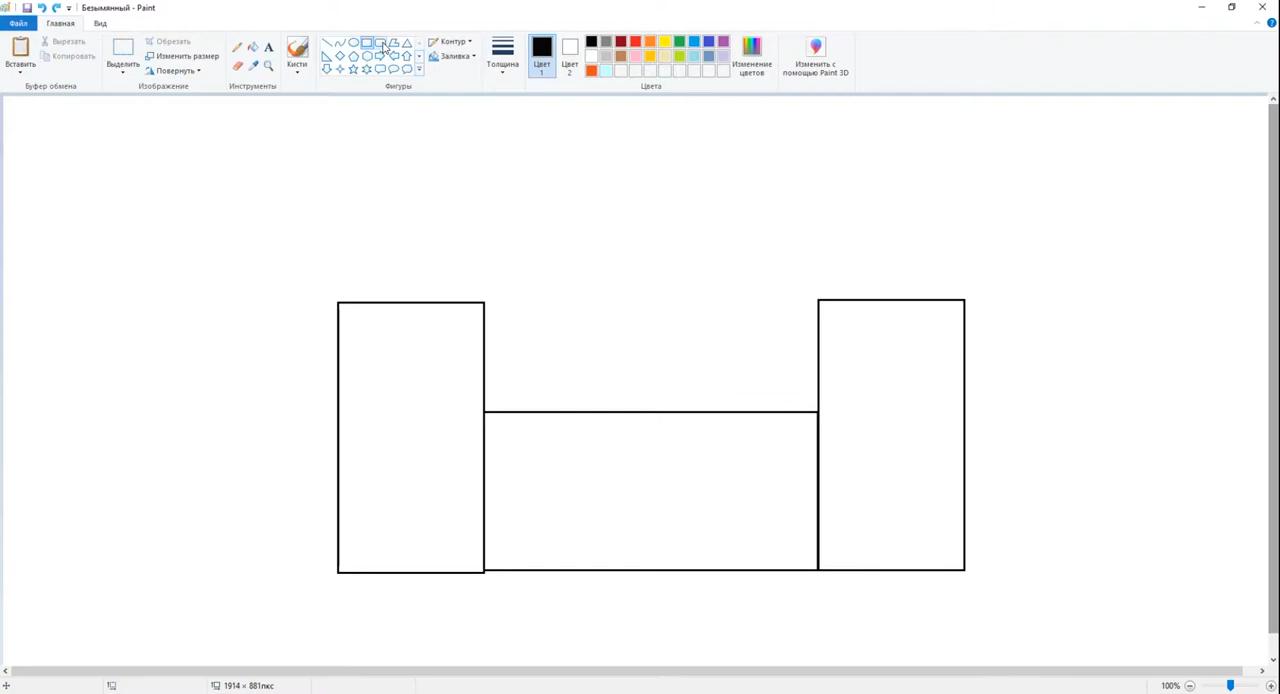 Безымянный - Paint
Файл Главная Вид
Вставить
Вырезать
Копировать
Буфер обмена
Выделить
Обрезать
Изменить размер
Повернуть
Изображение
A
Инструменты
Кисти
Контур
Заливка
Фигуры
Толщина
Цвет
1
Цвет
2
Изменение
цветов
Цвета
Изменить с
помощью Paint 3D
1914 × 881пкс
100%